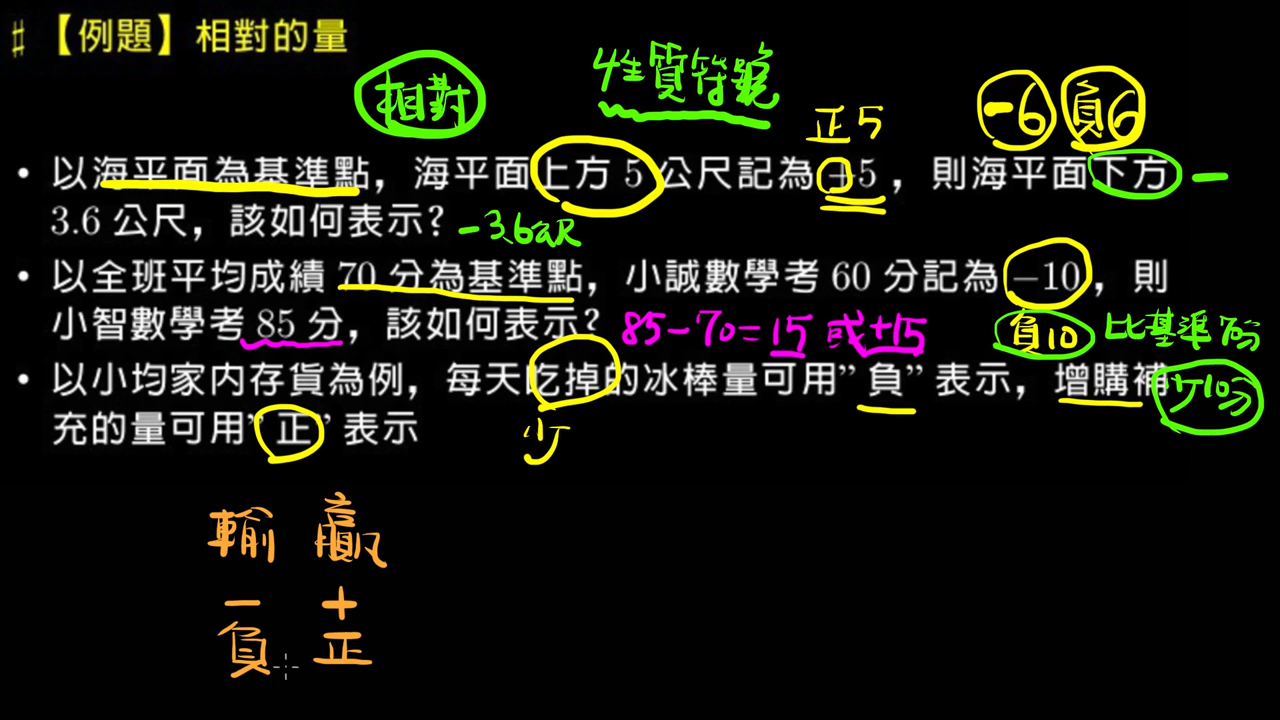 ♯【例題】相對的量
相對
性質符號
正5
-6 負6
• 以海平面為基準點，海平面上方 5 公尺記為 +5 ，則海平面下方 -
3.6 公尺，該如何表示？ -3.6公尺
• 以全班平均成績 70 分為基準點，小誠數學考 60 分記為 −10 ，則
小智數學考 85 分，該如何表示？ 85-70=15 或+15 負10 比基準70分
• 以小均家內存貨為例，每天吃掉的冰棒量可用” 負” 表示，增購補 少10分
充的量可用” 正” 表示 少
輸 贏
- +
負 正